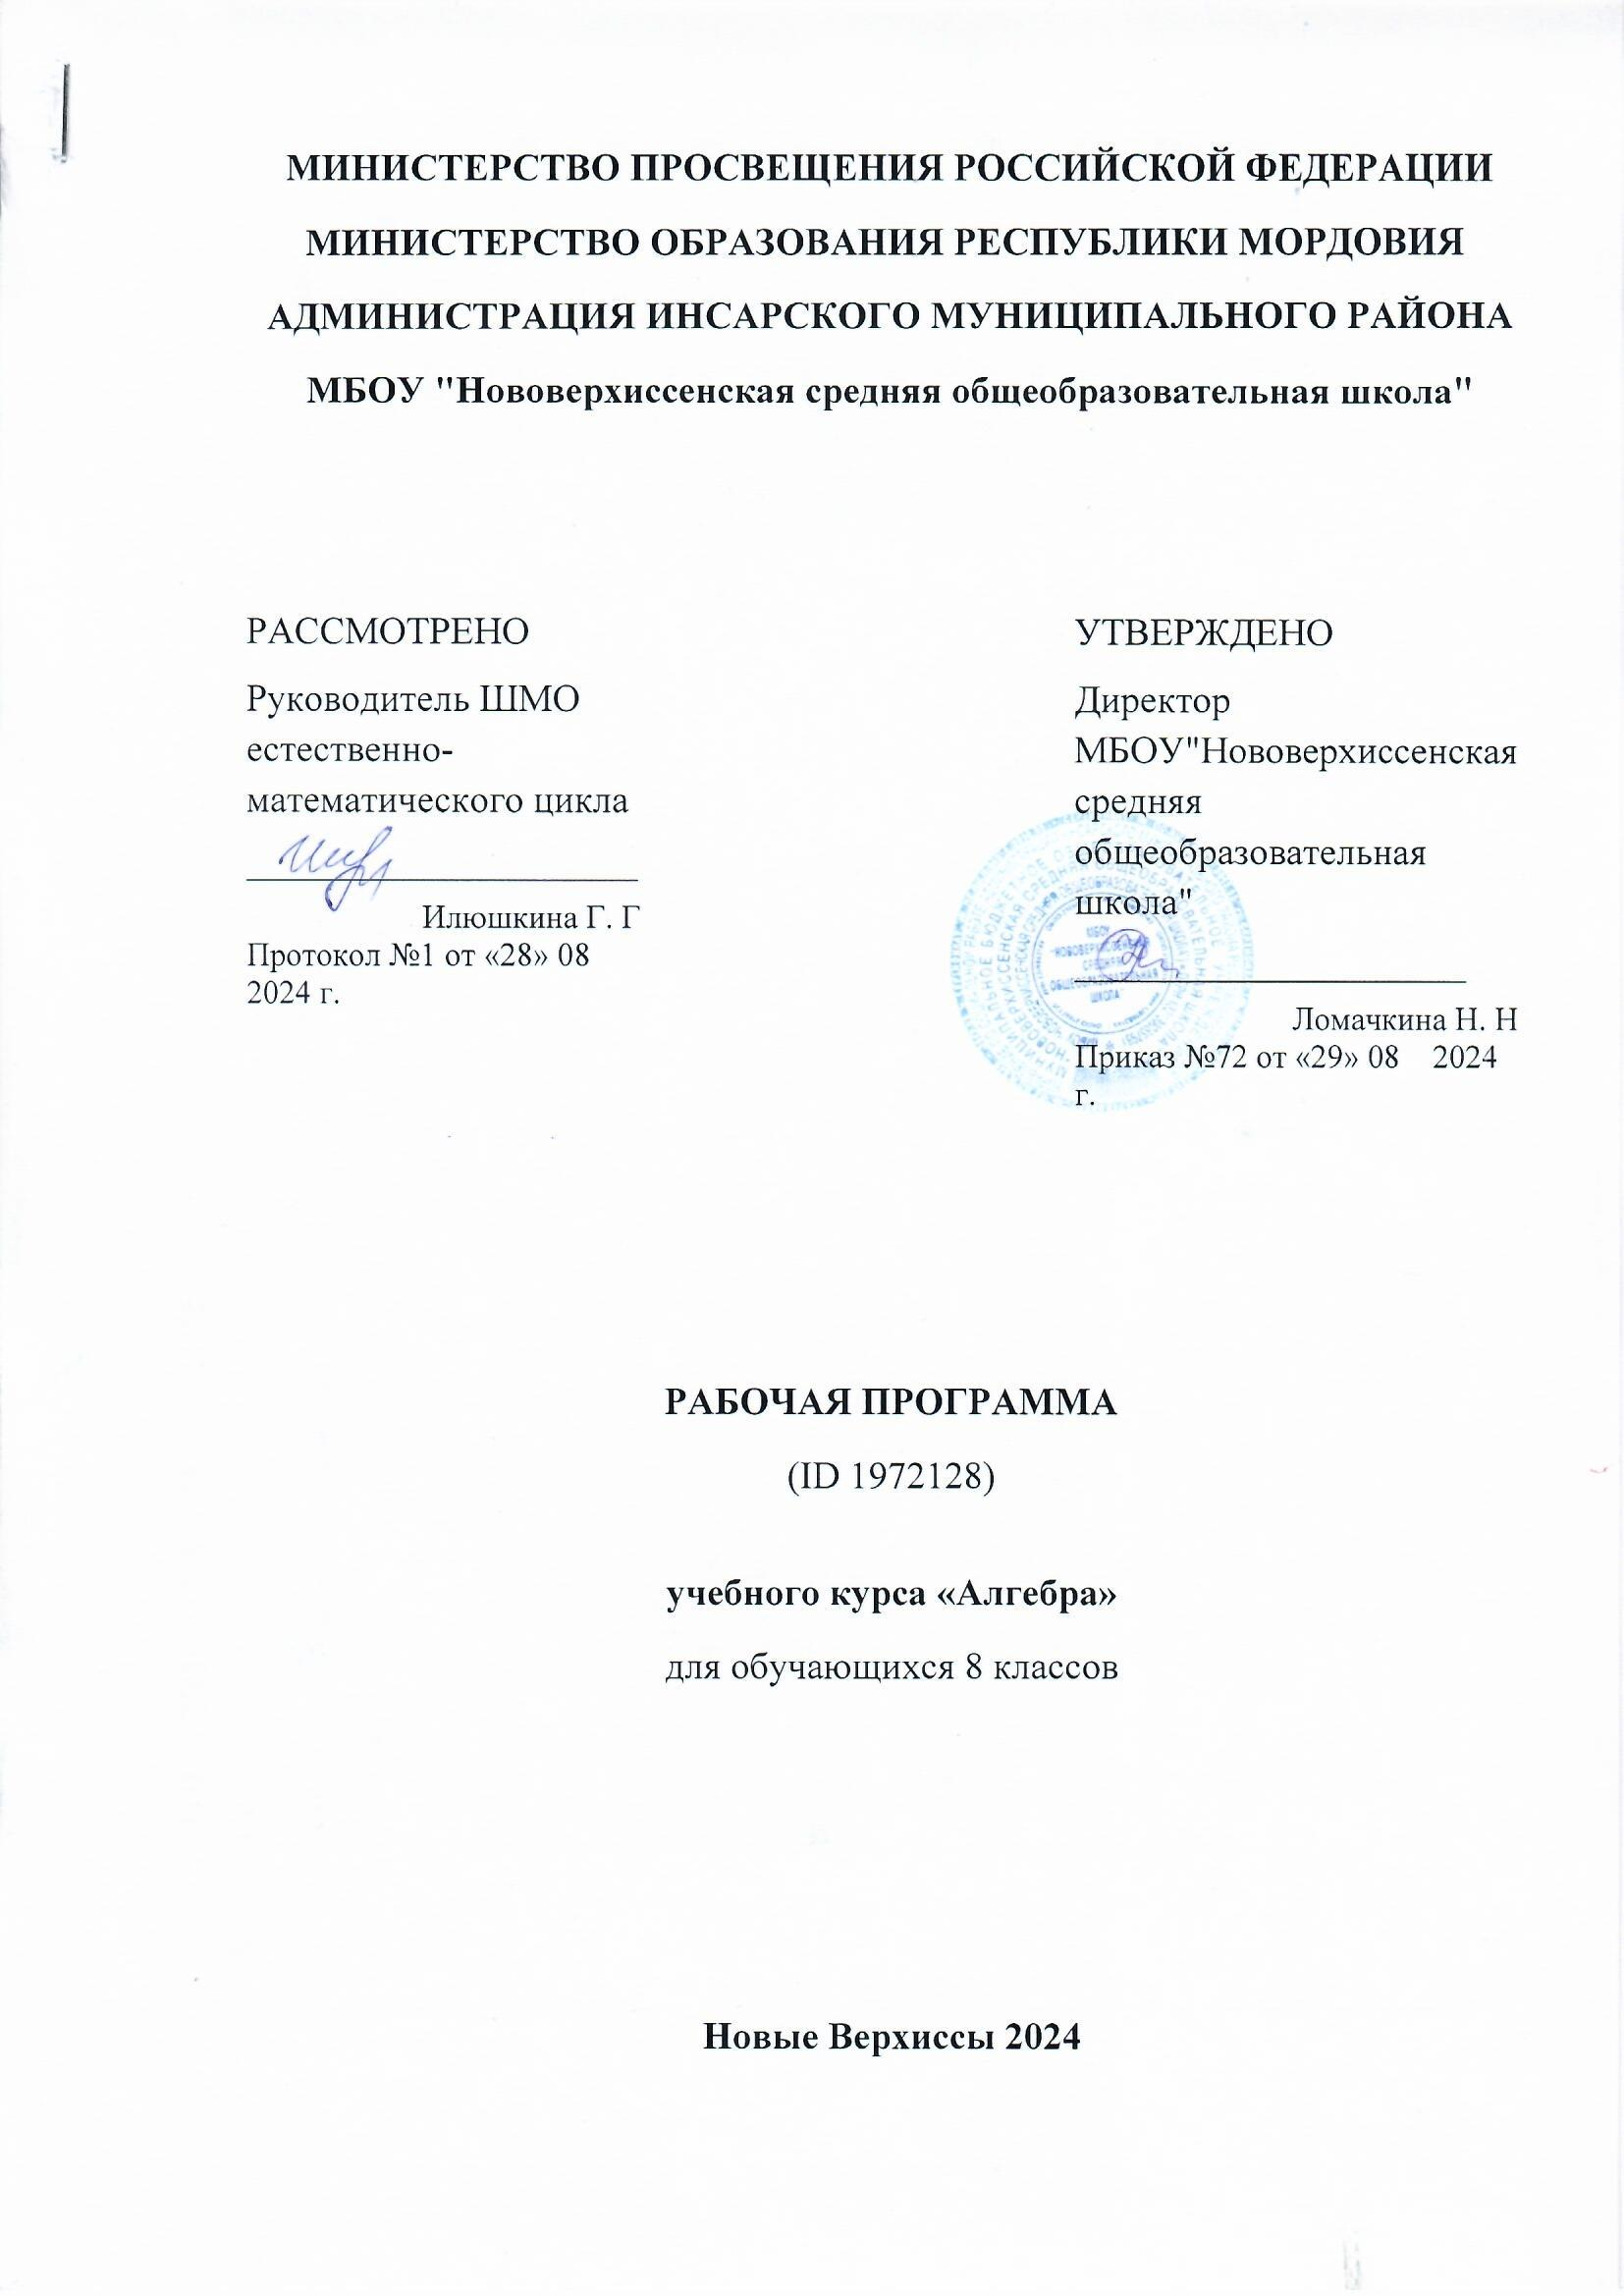 МИНИСТЕРСТВО ПРОСВЕЩЕНИЯ РОССИЙСКОЙ ФЕДЕРАЦИИ
МИНИСТЕРСТВО ОБРАЗОВАНИЯ РЕСПУБЛИКИ МОРДОВИЯ
АДМИНИСТРАЦИЯ ИНСАРСКОГО МУНИЦИПАЛЬНОГО РАЙОНА
МБОУ "Нововерхиссенская средняя общеобразовательная школа"
РАССМОТРЕНО
Руководитель ШМО
естественно-
математического цикла
Илюшкина Г. Г
Протокол №1 от «28» 08
2024 г.
УТВЕРЖДЕНО
Директор
МБОУ"Нововерхиссенская
средняя
общеобразовательная
школа"
Ломачкина Н. Н
Приказ №72 от «29» 08 2024
г.
РАБОЧАЯ ПРОГРАММА
(ID 1972128)
учебного курса «Алгебра»
для обучающихся 8 классов
Новые Верхиссы 2024